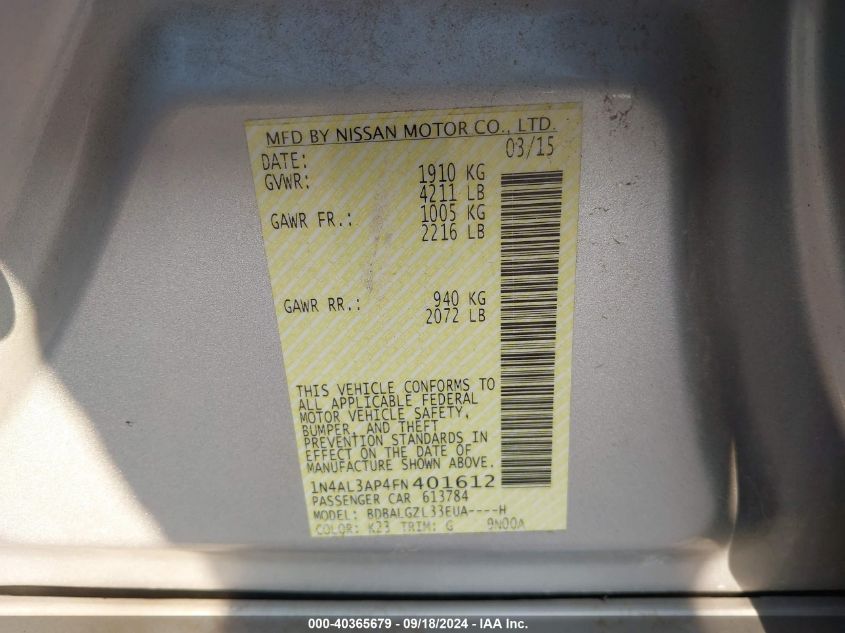 MFD BY NISSAN MOTOR CO., LTD.
DATE: 03/15
GVWR: 1910 KG
4211 LB
GAWR FR.: 1005 KG
2216 LB
GAWR RR.: 940 KG
2072 LB
THIS VEHICLE CONFORMS TO
ALL APPLICABLE FEDERAL
MOTOR VEHICLE SAFETY,
BUMPER, AND THEFT
PREVENTION STANDARDS IN
EFFECT ON THE DATE OF
MANUFACTURE SHOWN ABOVE.
1N4AL3AP4FN401612
PASSENGER CAR 613784
MODEL: BDBALGZL33EUA----H
COLOR: K23 TRIM: G 9N00A
000-40365679 - 09/18/2024 - IAA Inc.